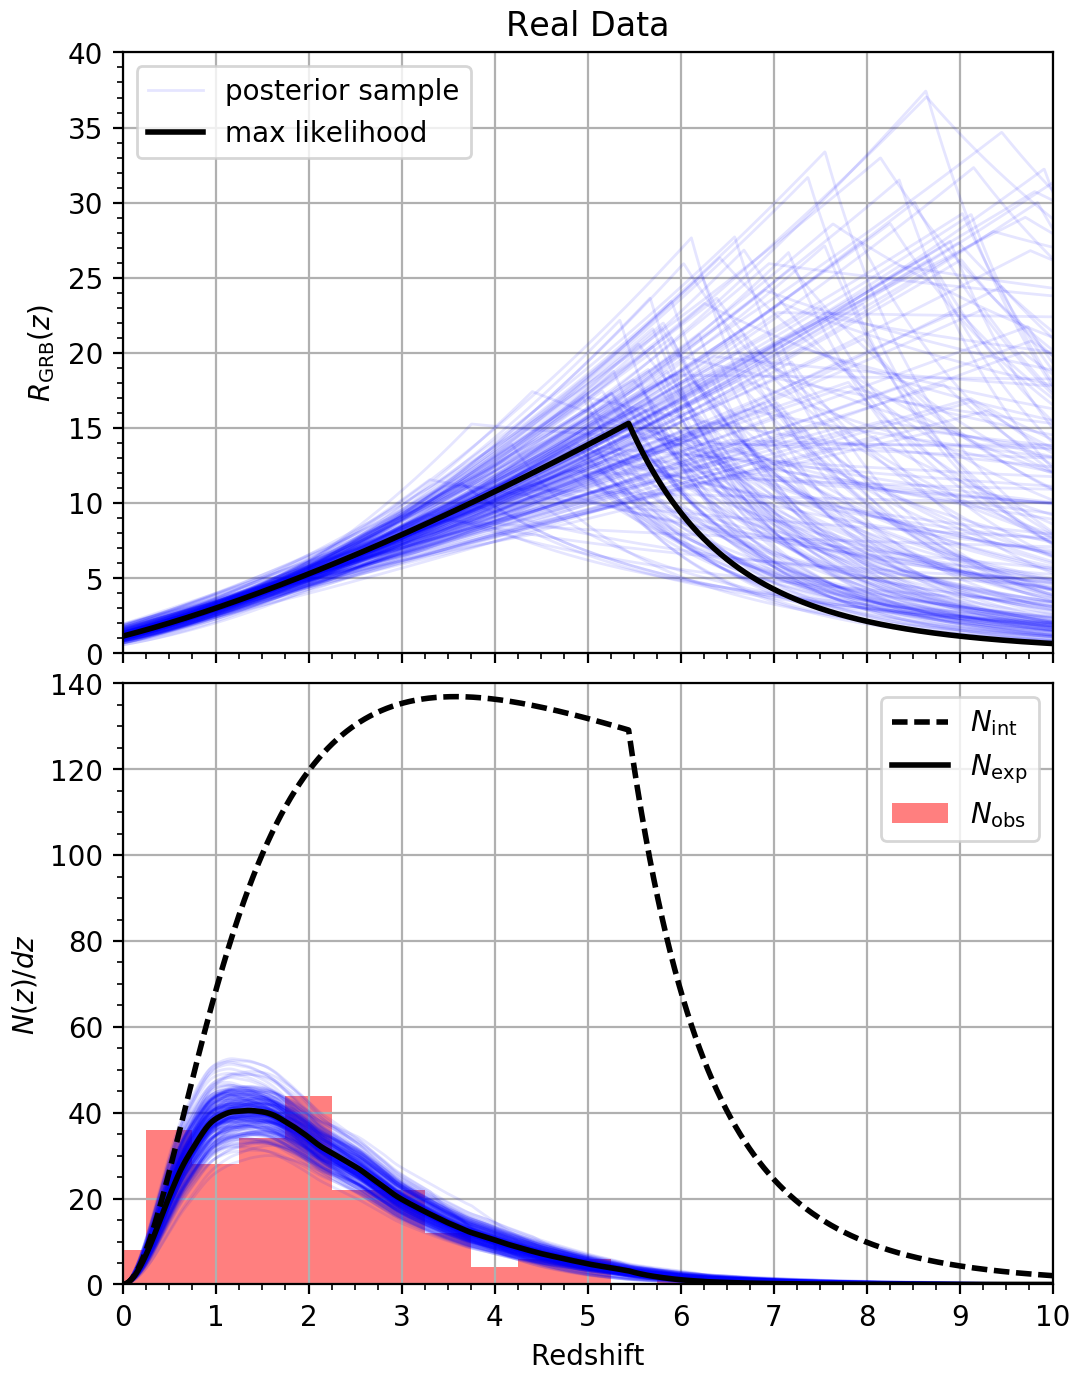 Real Data
40
35
30
25
20
15
10
5
0
R_GRB(z)
posterior sample
max likelihood
140
120
100
80
60
40
20
0
N(z)/dz
N_int
N_exp
N_obs
0 1 2 3 4 5 6 7 8 9 10
Redshift